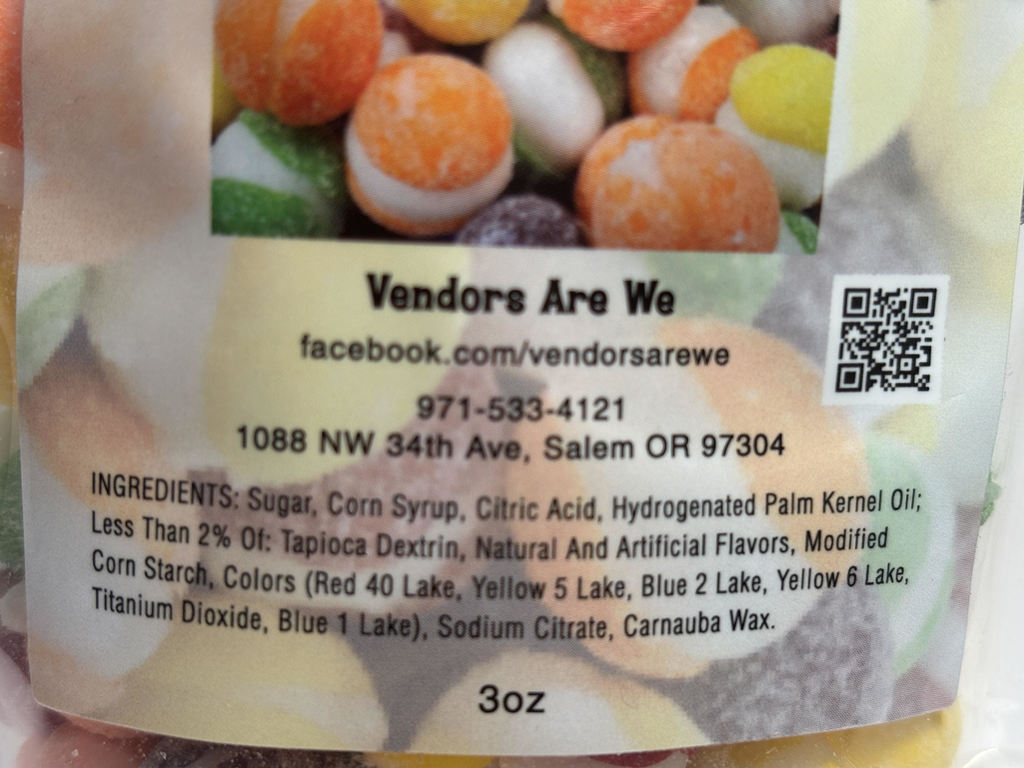 Vendors Are We
facebook.com/vendorsarewe
971-533-4121
1088 NW 34th Ave, Salem OR 97304
INGREDIENTS: Sugar, Corn Syrup, Citric Acid, Hydrogenated Palm Kernel Oil;
Less Than 2% Of: Tapioca Dextrin, Natural And Artificial Flavors, Modified
Corn Starch, Colors (Red 40 Lake, Yellow 5 Lake, Blue 2 Lake, Yellow 6 Lake,
Titanium Dioxide, Blue 1 Lake), Sodium Citrate, Carnauba Wax.
3oz